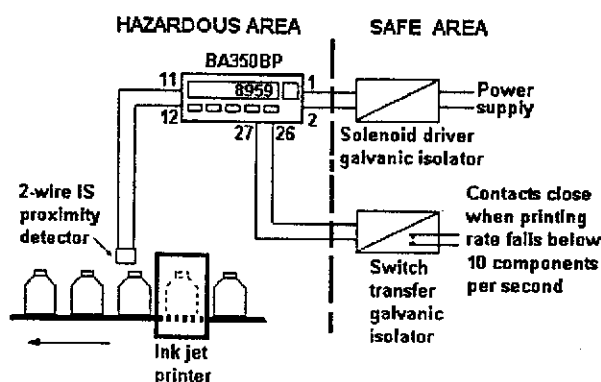 HAZARDOUS AREA
SAFE AREA
BA350BP
11
8959
1
12
2
27 26
Power
supply
Solenoid driver
galvanic isolator
2-wire IS
proximity
detector
Contacts close
when printing
rate falls below
10 components
per second
Switch
transfer
galvanic
isolator
Ink jet
printer